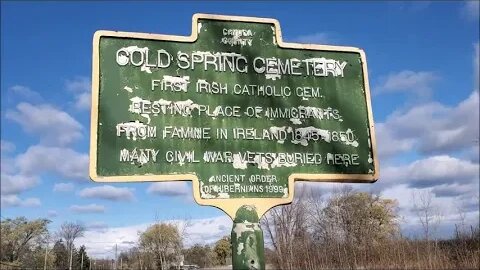 CAYUGA
COUNTY
COLD SPRING CEMETERY
FIRST IRISH CATHOLIC CEM.
RESTING PLACE OF IMMIGRANTS
FROM FAMINE IN IRELAND 1845-1850.
MANY CIVIL WAR VETS BURIED HERE
ANCIENT ORDER
OF HIBERNIANS 1999